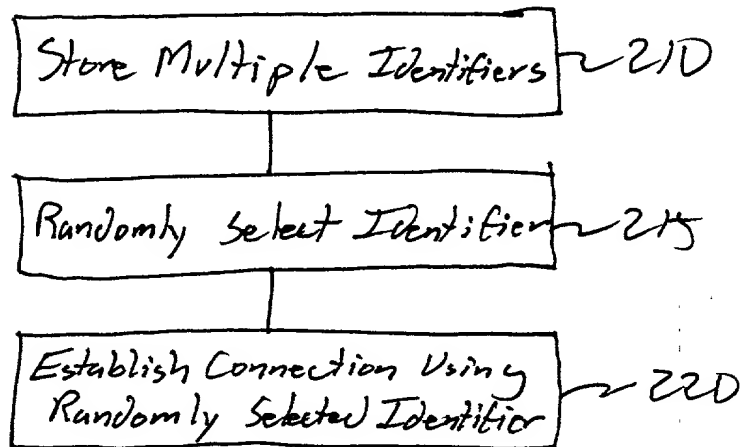 Store Multiple Identifiers 210
Randomly Select Identifier 215
Establish Connection Using
Randomly Selected Identifier 220